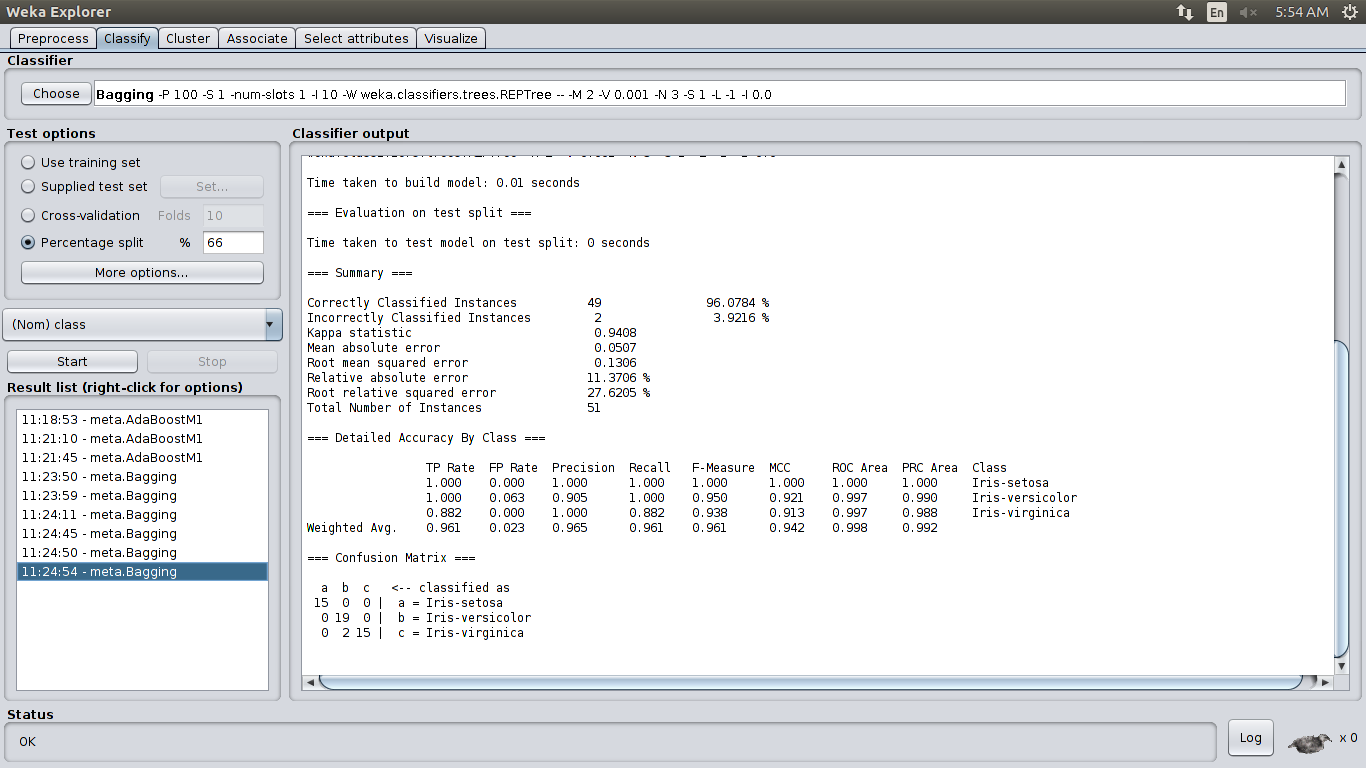 Weka Explorer
En
5:54 AM
Preprocess Classify Cluster Associate Select attributes Visualize
Classifier
Choose
Bagging -P 100 -S 1 -num-slots 1 -I 10 -W weka.classifiers.trees.REPTree -- -M 2 -V 0.001 -N 3 -S 1 -L -1 -I 0.0
Test options
Use training set
Supplied test set Set...
Cross-validation Folds 10
Percentage split % 66
More options...
(Nom) class
Start Stop
Result list (right-click for options)
11:18:53 - meta.AdaBoostM1
11:21:10 - meta.AdaBoostM1
11:21:45 - meta.AdaBoostM1
11:23:50 - meta.Bagging
11:23:59 - meta.Bagging
11:24:11 - meta.Bagging
11:24:45 - meta.Bagging
11:24:50 - meta.Bagging
11:24:54 - meta.Bagging
Classifier output
Time taken to build model: 0.01 seconds
=== Evaluation on test split ===
Time taken to test model on test split: 0 seconds
=== Summary ===
Correctly Classified Instances 49 96.0784 %
Incorrectly Classified Instances 2 3.9216 %
Kappa statistic 0.9408
Mean absolute error 0.0507
Root mean squared error 0.1306
Relative absolute error 11.3706 %
Root relative squared error 27.6205 %
Total Number of Instances 51
=== Detailed Accuracy By Class ===
TP Rate FP Rate Precision Recall F-Measure MCC ROC Area PRC Area Class
1.000 0.000 1.000 1.000 1.000 1.000 1.000 1.000 Iris-setosa
1.000 0.063 0.905 1.000 0.950 0.921 0.997 0.990 Iris-versicolor
0.882 0.000 1.000 0.882 0.938 0.913 0.997 0.988 Iris-virginica
Weighted Avg. 0.961 0.023 0.965 0.961 0.961 0.942 0.998 0.992
=== Confusion Matrix ===
a b c <-- classified as
15 0 0 | a = Iris-setosa
0 19 0 | b = Iris-versicolor
0 2 15 | c = Iris-virginica
Status
OK
Log
x 0